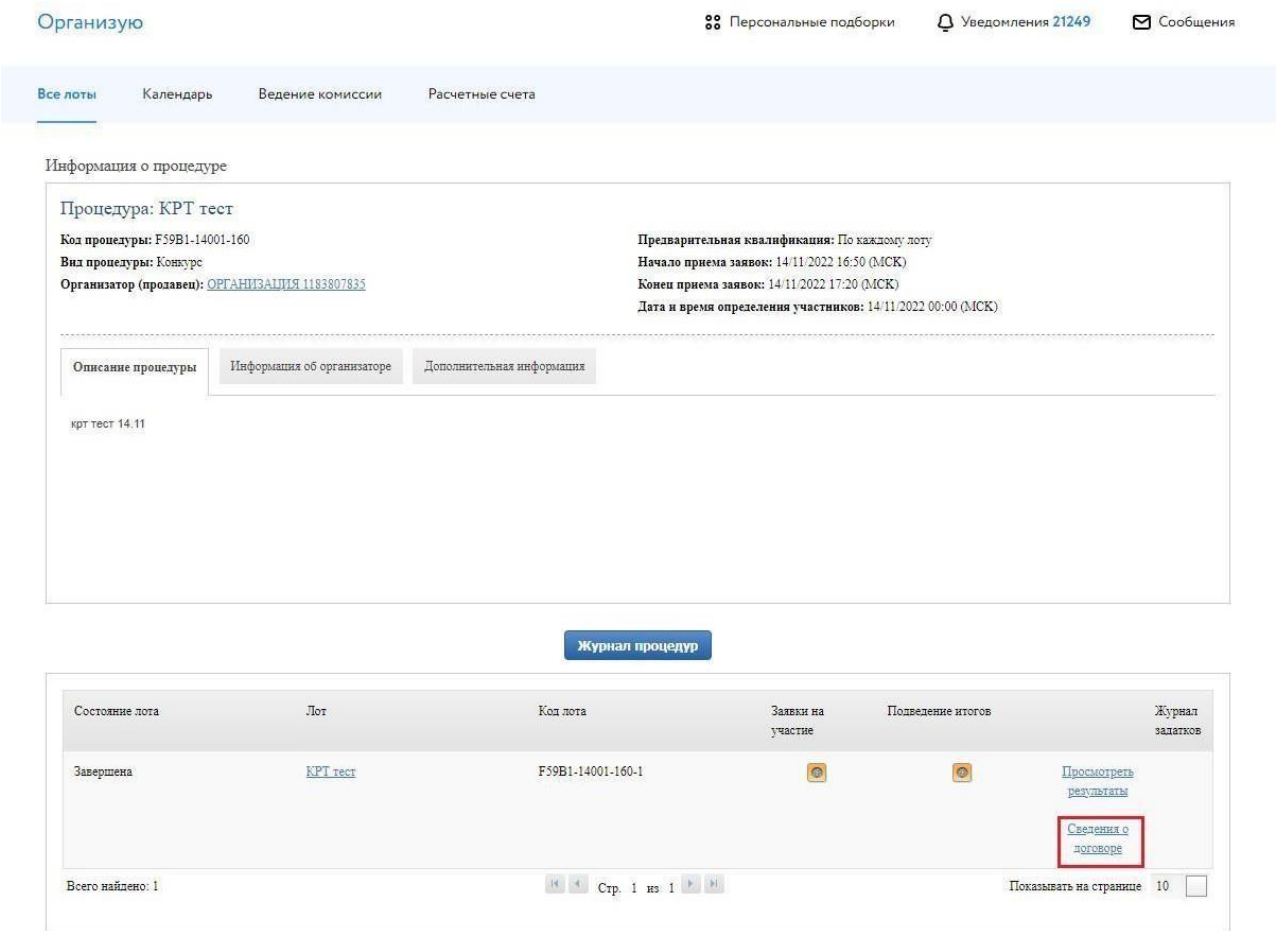 Организую
Персональные подборки
Уведомления 21249
Сообщения
Все лоты
Календарь
Ведение комиссии
Расчетные счета
Информация о процедуре
Процедура: КРТ тест
Код процедуры: F59B1-14001-160
Вид процедуры: Конкурс
Организатор (продавец): ОРГАНИЗАЦИЯ 1183807835
Предварительная квалификация: По каждому лоту
Начало приема заявок: 14/11/2022 16:50 (МСК)
Конец приема заявок: 14/11/2022 17:20 (МСК)
Дата и время определения участников: 14/11/2022 00:00 (МСК)
Описание процедуры
Информация об организаторе
Дополнительная информация
крт тест 14.11
Журнал процедур
Состояние лота
Лот
Код лота
Заявки на
участие
Подведение итогов
Журнал
задатков
Завершена
КРТ тест
F59B1-14001-160-1
Просмотреть
результаты
Сведения о
договоре
Всего найдено: 1
Стр. 1 из 1
Показывать на странице 10